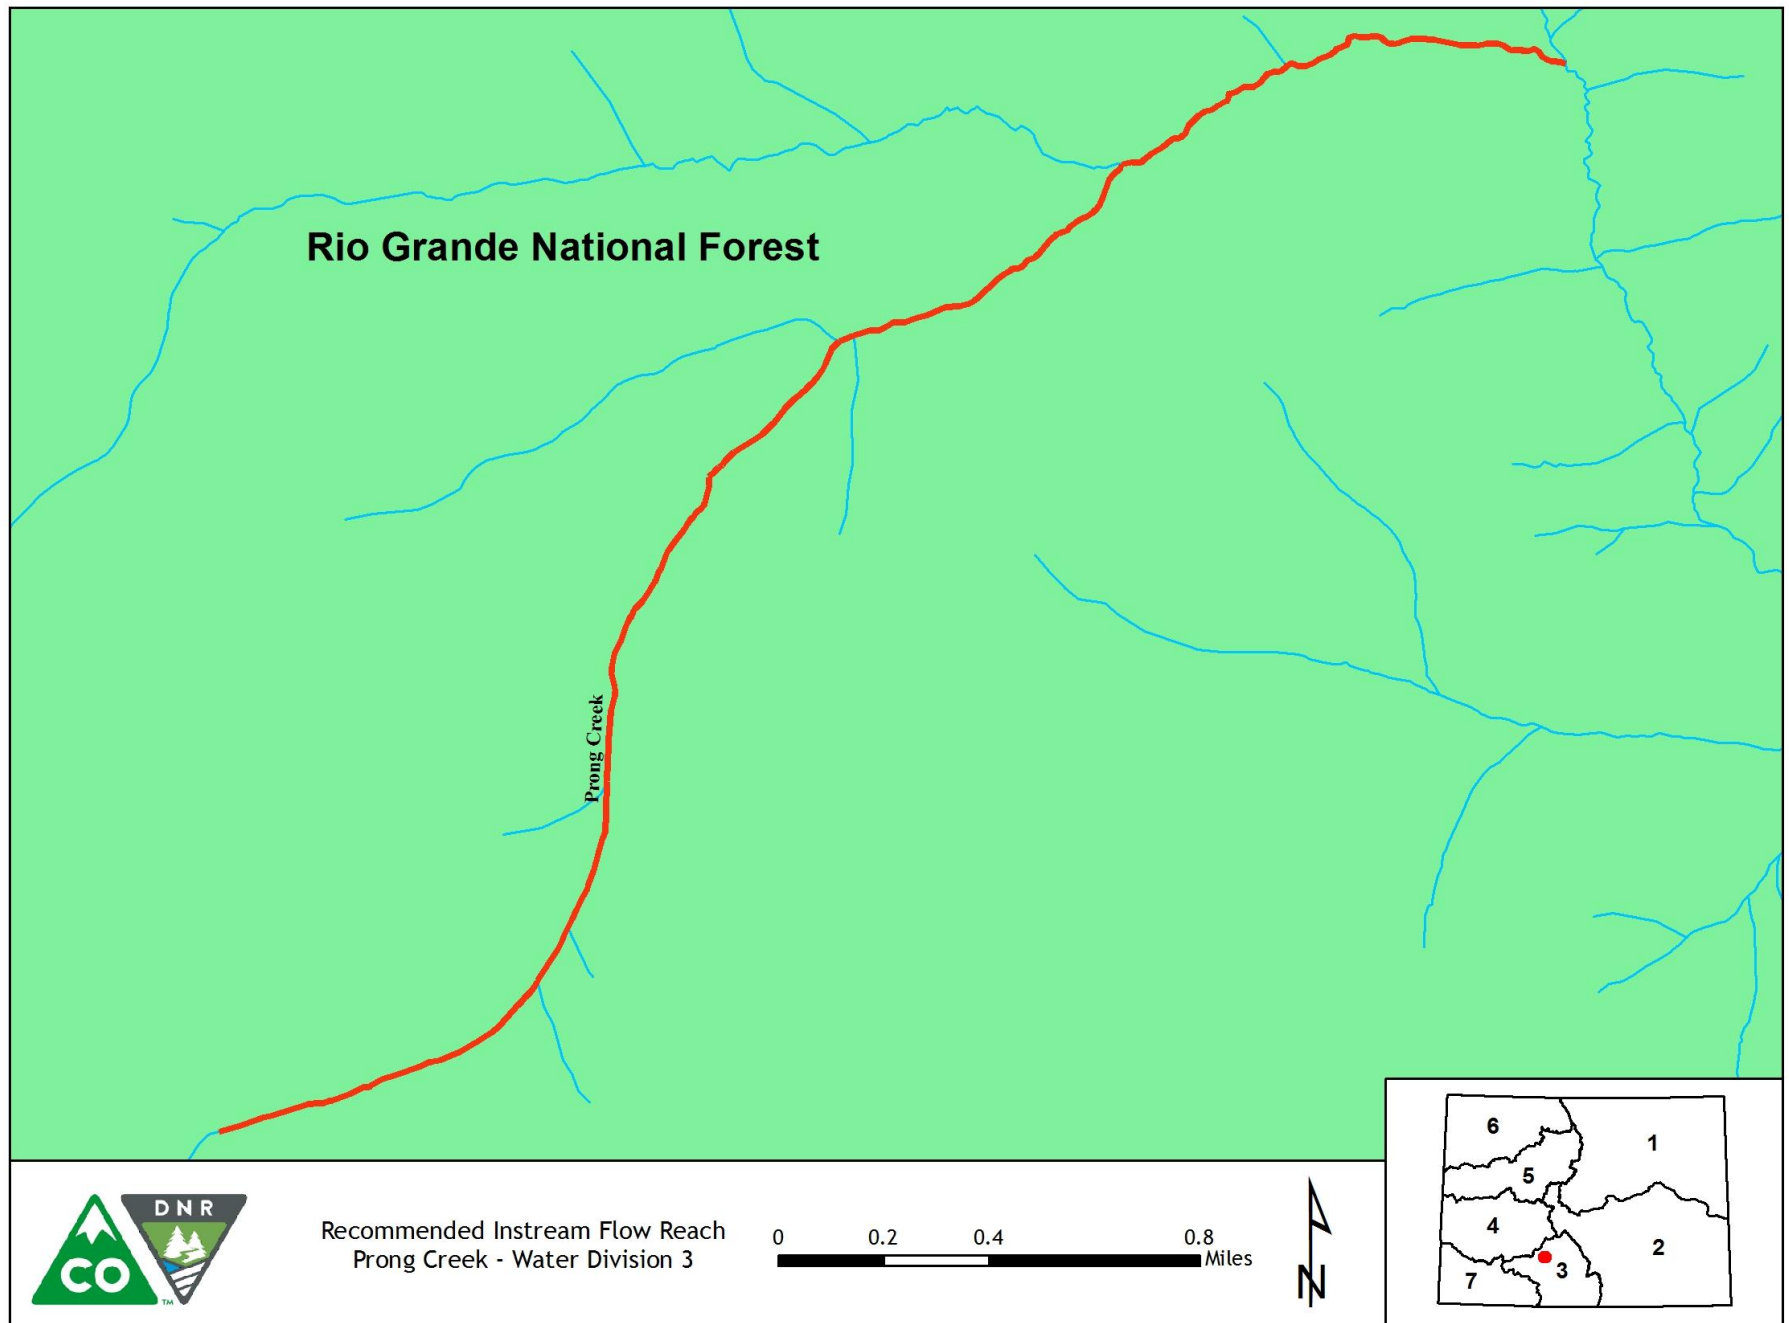 Rio Grande National Forest
Prong Creek
DNR
CO
TM
Recommended Instream Flow Reach
Prong Creek - Water Division 3
0 0.2 0.4 0.8
Miles
N
6
1
5
4
2
3
7